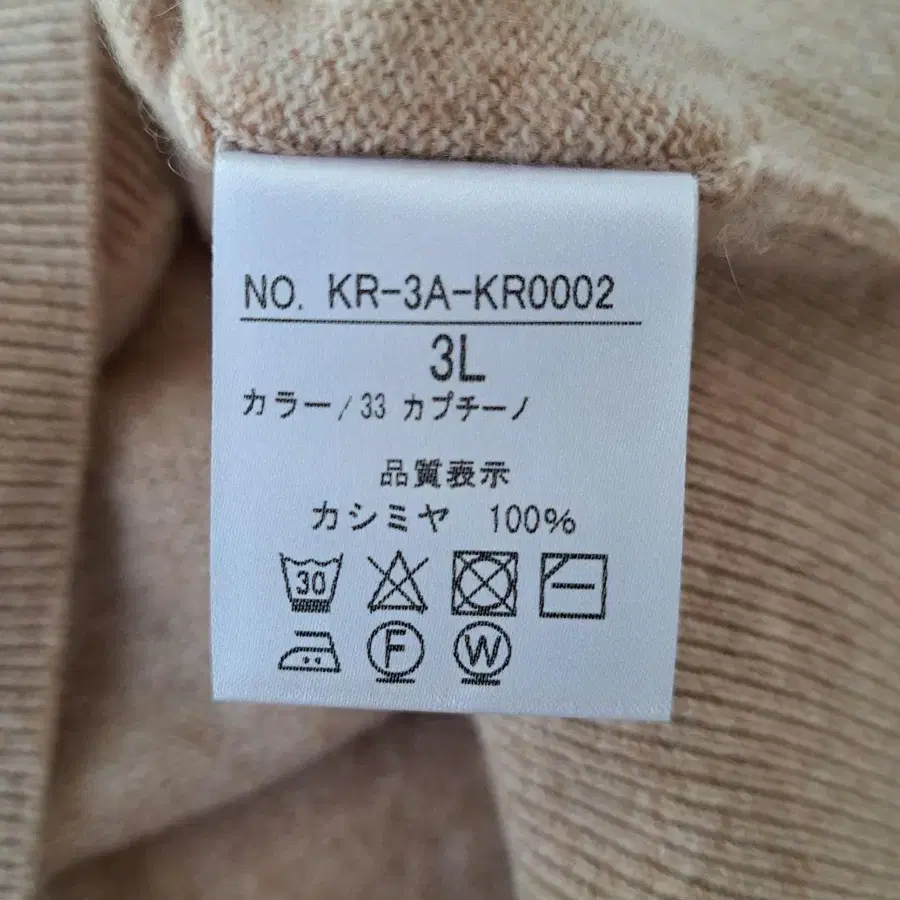 NO. KR-3A-KR0002
3L
カラー/33 カプチーノ
品質表示
カシミヤ 100%
30
F W